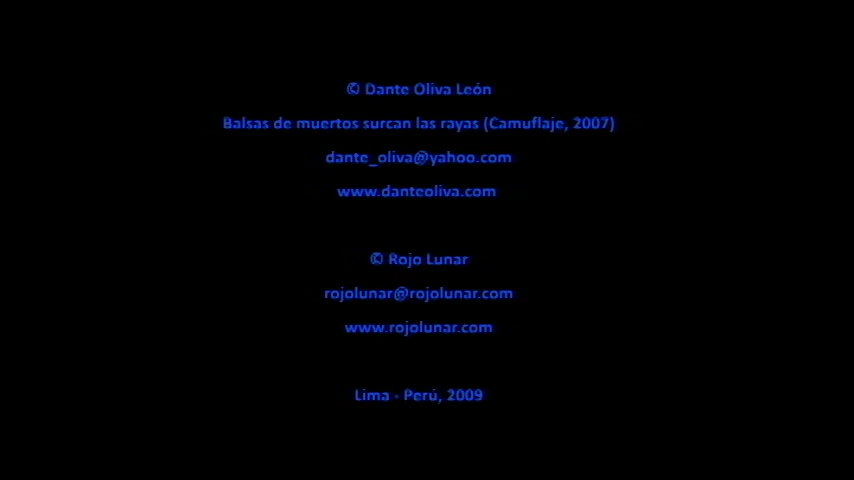 © Dante Oliva León
Balsas de muertos surcan las rayas (Camuflaje, 2007)
dante_oliva@yahoo.com
www.danteoliva.com
© Rojo Lunar
rojolunar@rojolunar.com
www.rojolunar.com
Lima - Perú, 2009